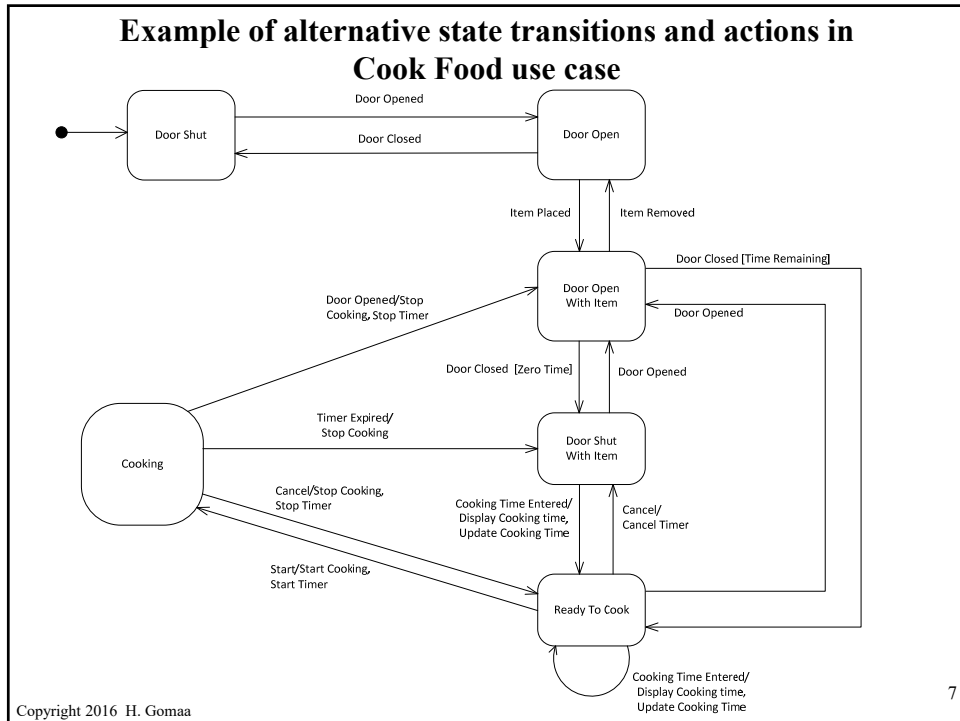 Example of alternative state transitions and actions in
Cook Food use case
Door Opened
Door Shut
Door Open
Door Closed
Item Placed
Item Removed
Door Closed [Time Remaining]
Door Open
With Item
Door Opened/Stop
Cooking, Stop Timer
Door Opened
Door Closed [Zero Time]
Door Opened
Timer Expired/
Stop Cooking
Door Shut
With Item
Cooking
Cancel/Stop Cooking,
Stop Timer
Cooking Time Entered/
Display Cooking time,
Update Cooking Time
Cancel/
Cancel Timer
Start/Start Cooking,
Start Timer
Ready To Cook
Cooking Time Entered/
Display Cooking time,
Update Cooking Time
Copyright 2016 H. Gomaa
7